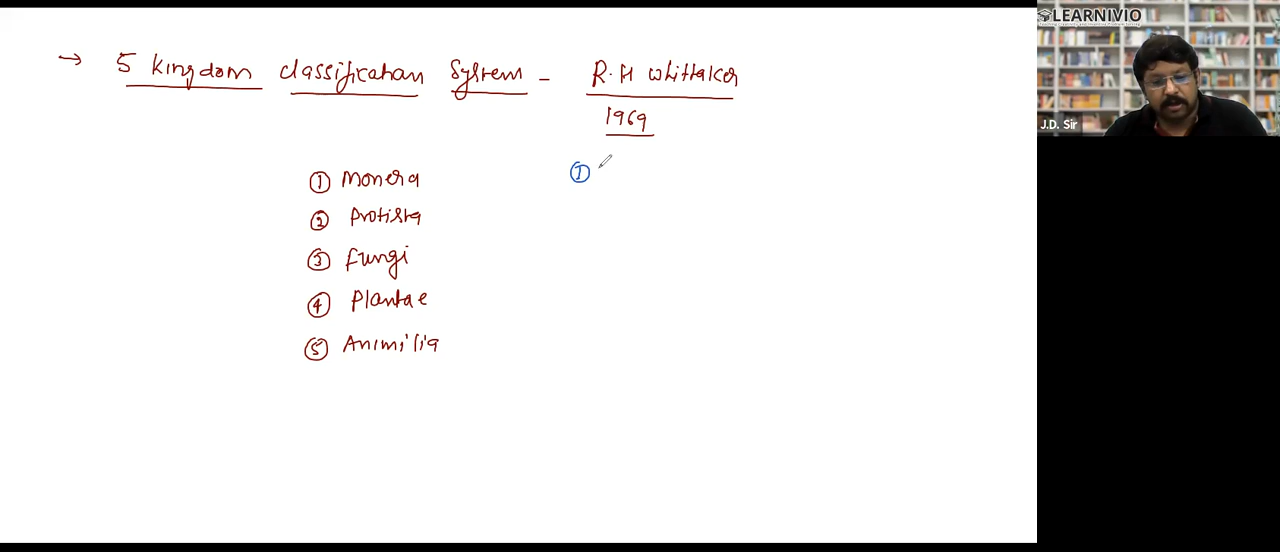 → 5 Kingdom Classification System - R.H Whittaker
1969
① Monera
② Protista
③ Fungi
④ Plantae
⑤ Animilia
①
LEARNIVIO
J.D. Sir